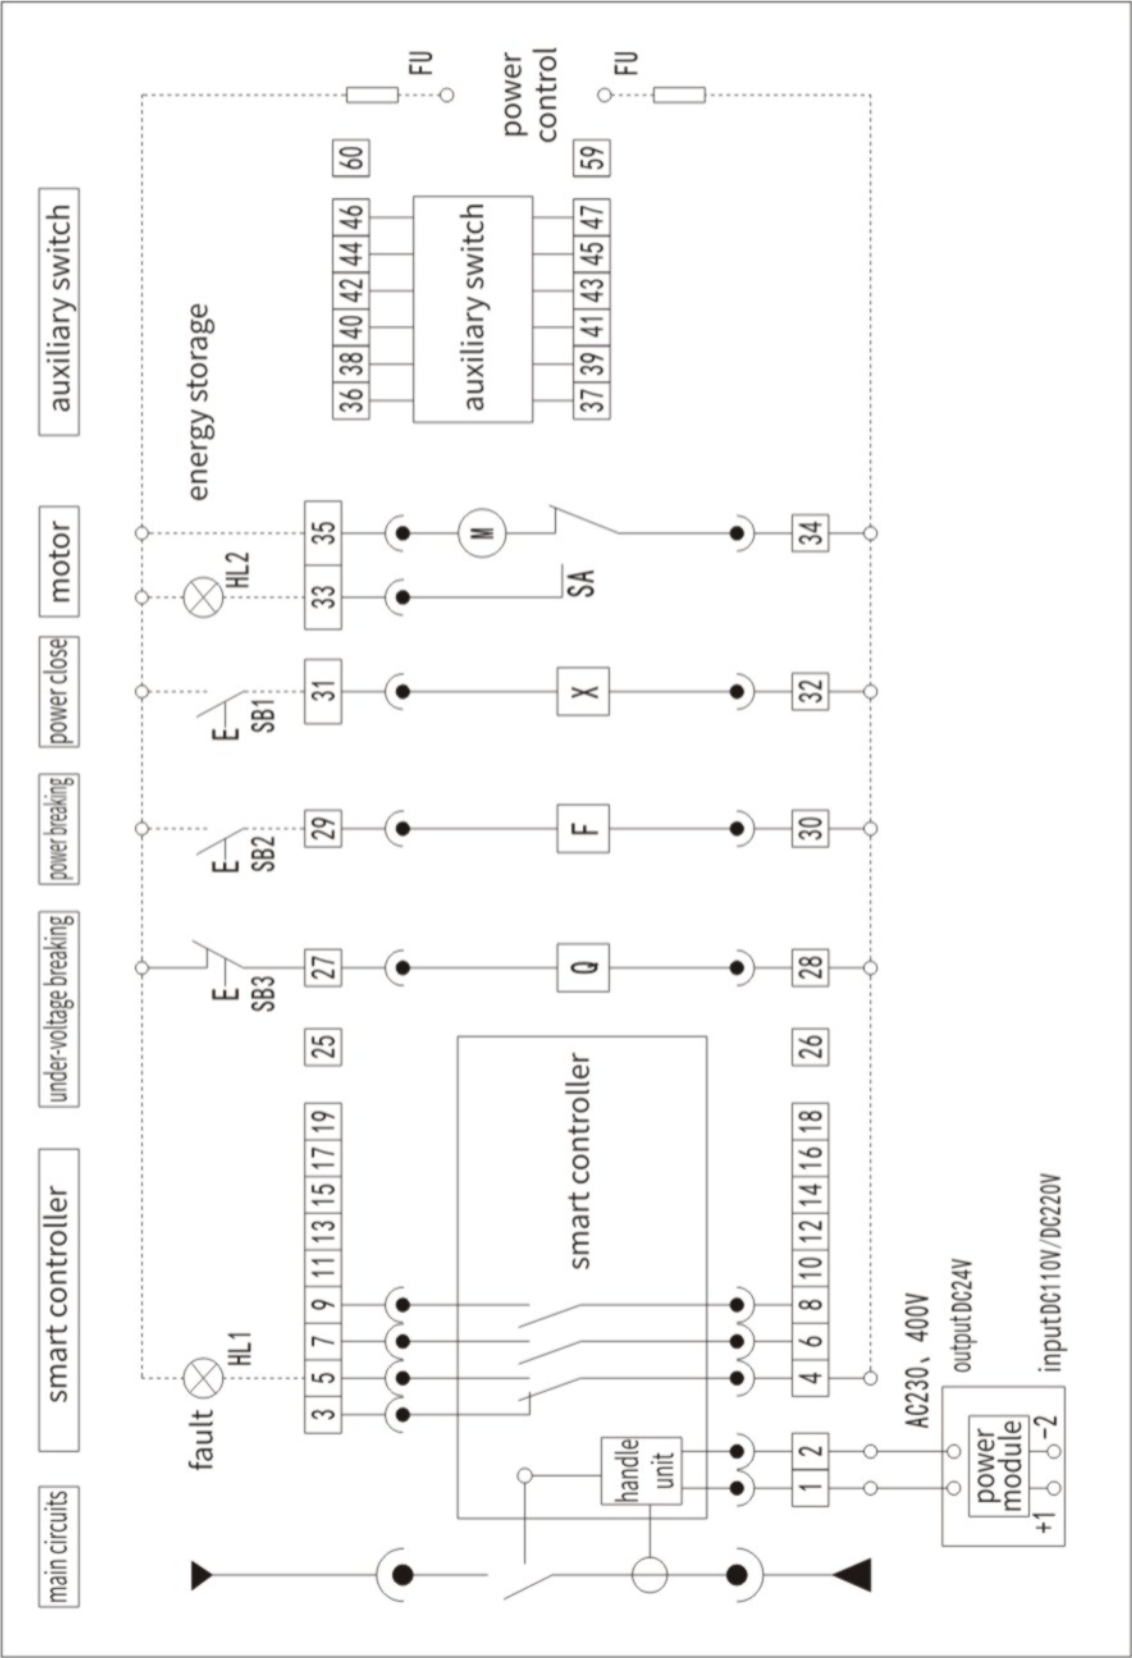 main circuits
smart controller
under-voltage breaking
power breaking
power close
motor
auxiliary switch
fault
HL1
E
SB3
E
SB2
E
SB1
HL2
energy storage
3 5 7 9 11 13 15 17 19
25
27
29
31
33 35
36 38 40 42 44 46
60
FU
smart controller
Q
F
X
M
SA
auxiliary switch
power
control
handle
unit
37 39 41 43 45 47
59
FU
1 2
4 6 8 10 12 14 16 18
26
28
30
32
34
AC230、400V
outputDC24V
power
module
+1
-2
inputDC110V/DC220V